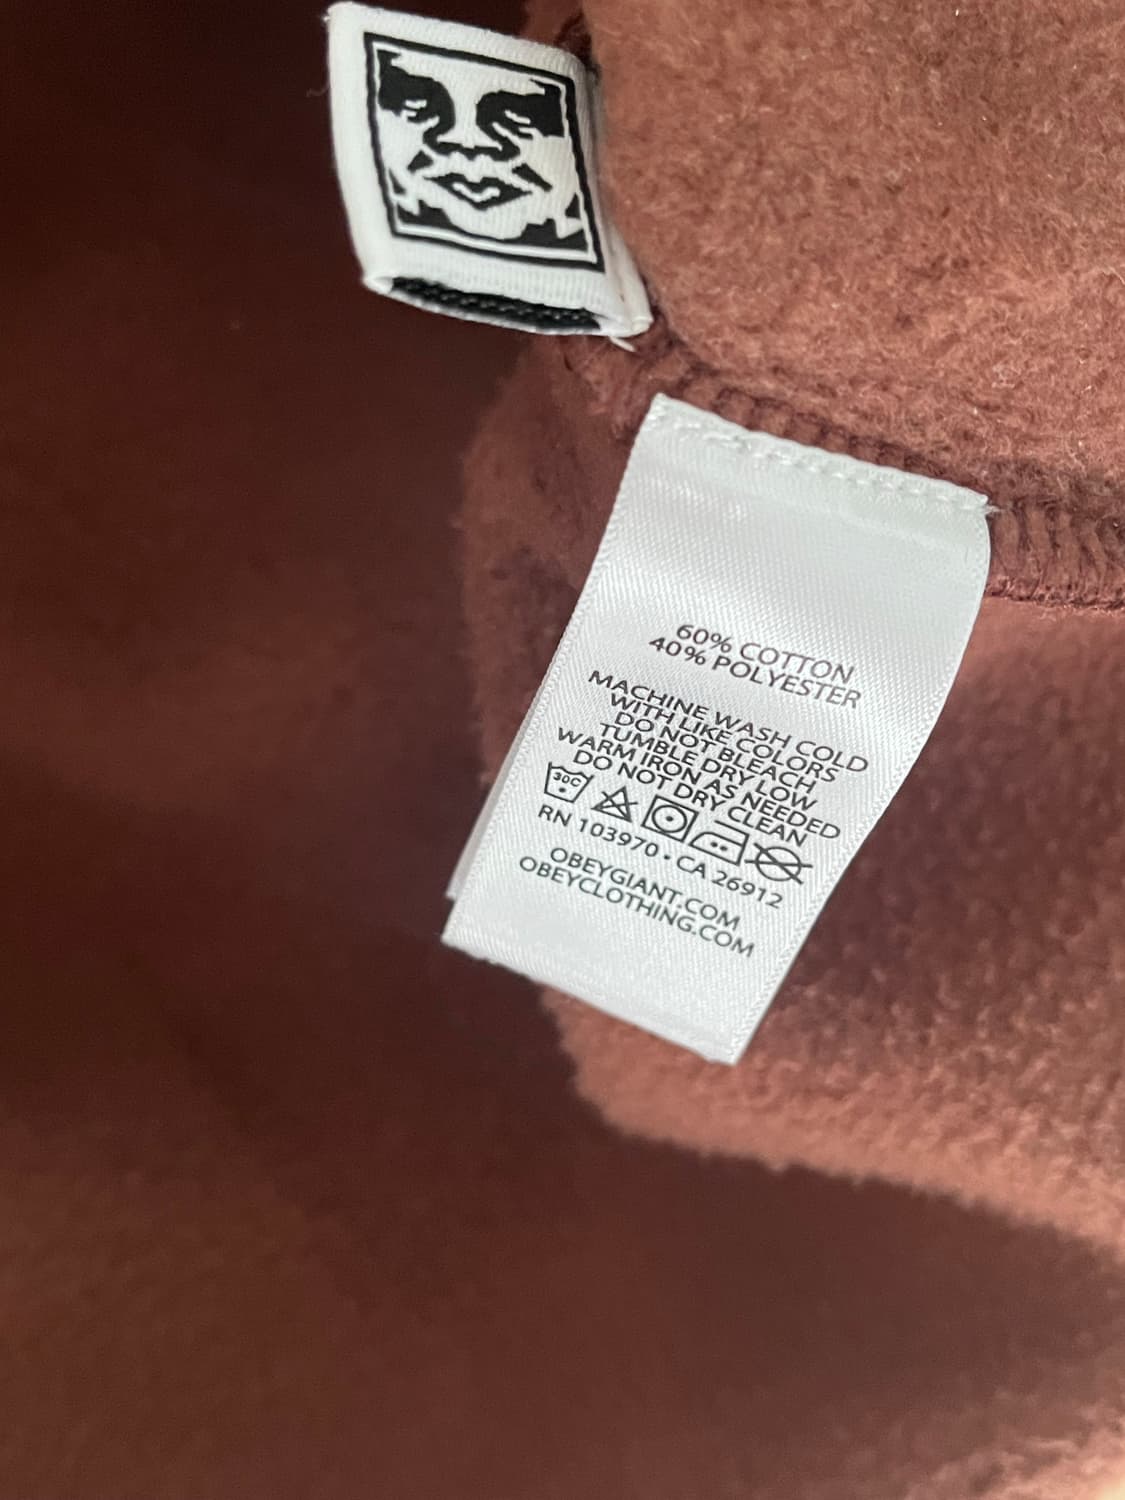 60% COTTON
40% POLYESTER
MACHINE WASH COLD
WITH LIKE COLORS
DO NOT BLEACH
TUMBLE DRY LOW
WARM IRON AS NEEDED
DO NOT DRY CLEAN
30C
RN 103970 • CA 26912
OBEYGIANT.COM
OBEYCLOTHING.COM